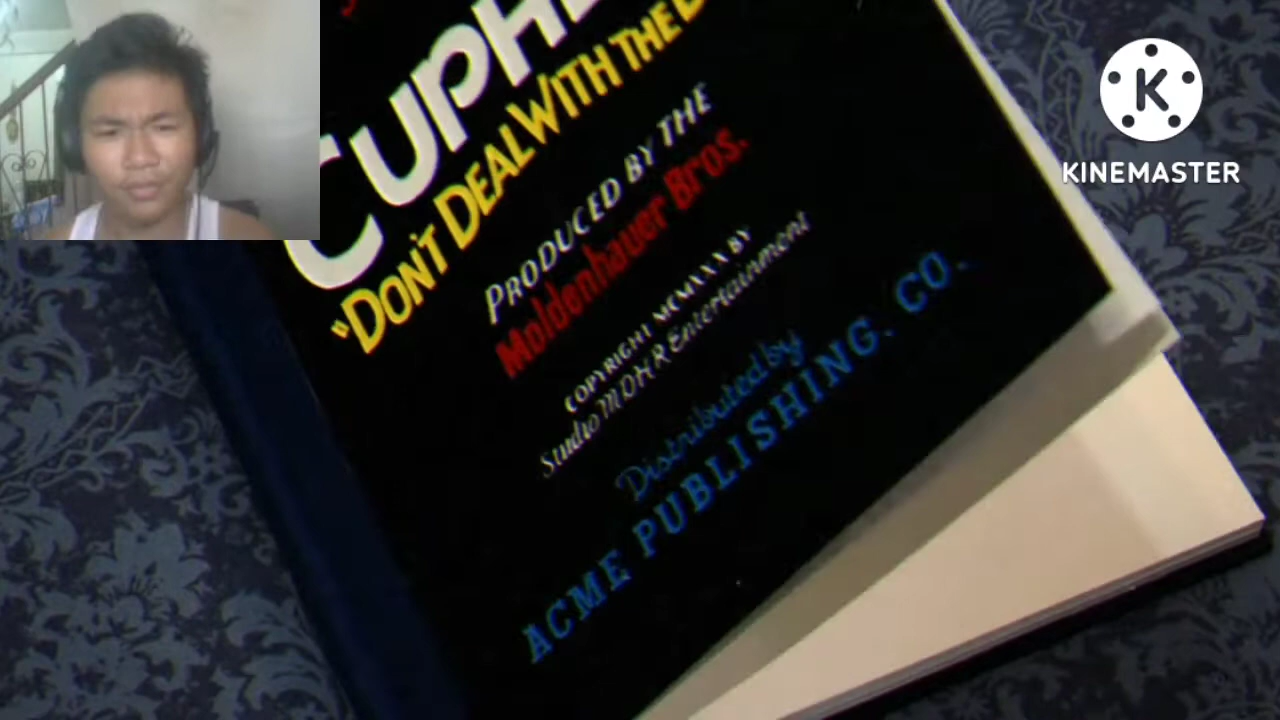 CUPHE
"DON'T DEAL WITH THE D
PRODUCED BY THE
Moldenhauer Bros.
COPYRIGHT MCMXXX BY
Studio MDHR Entertainment
Distributed by
ACME PUBLISHING. CO.
K
KINEMASTER